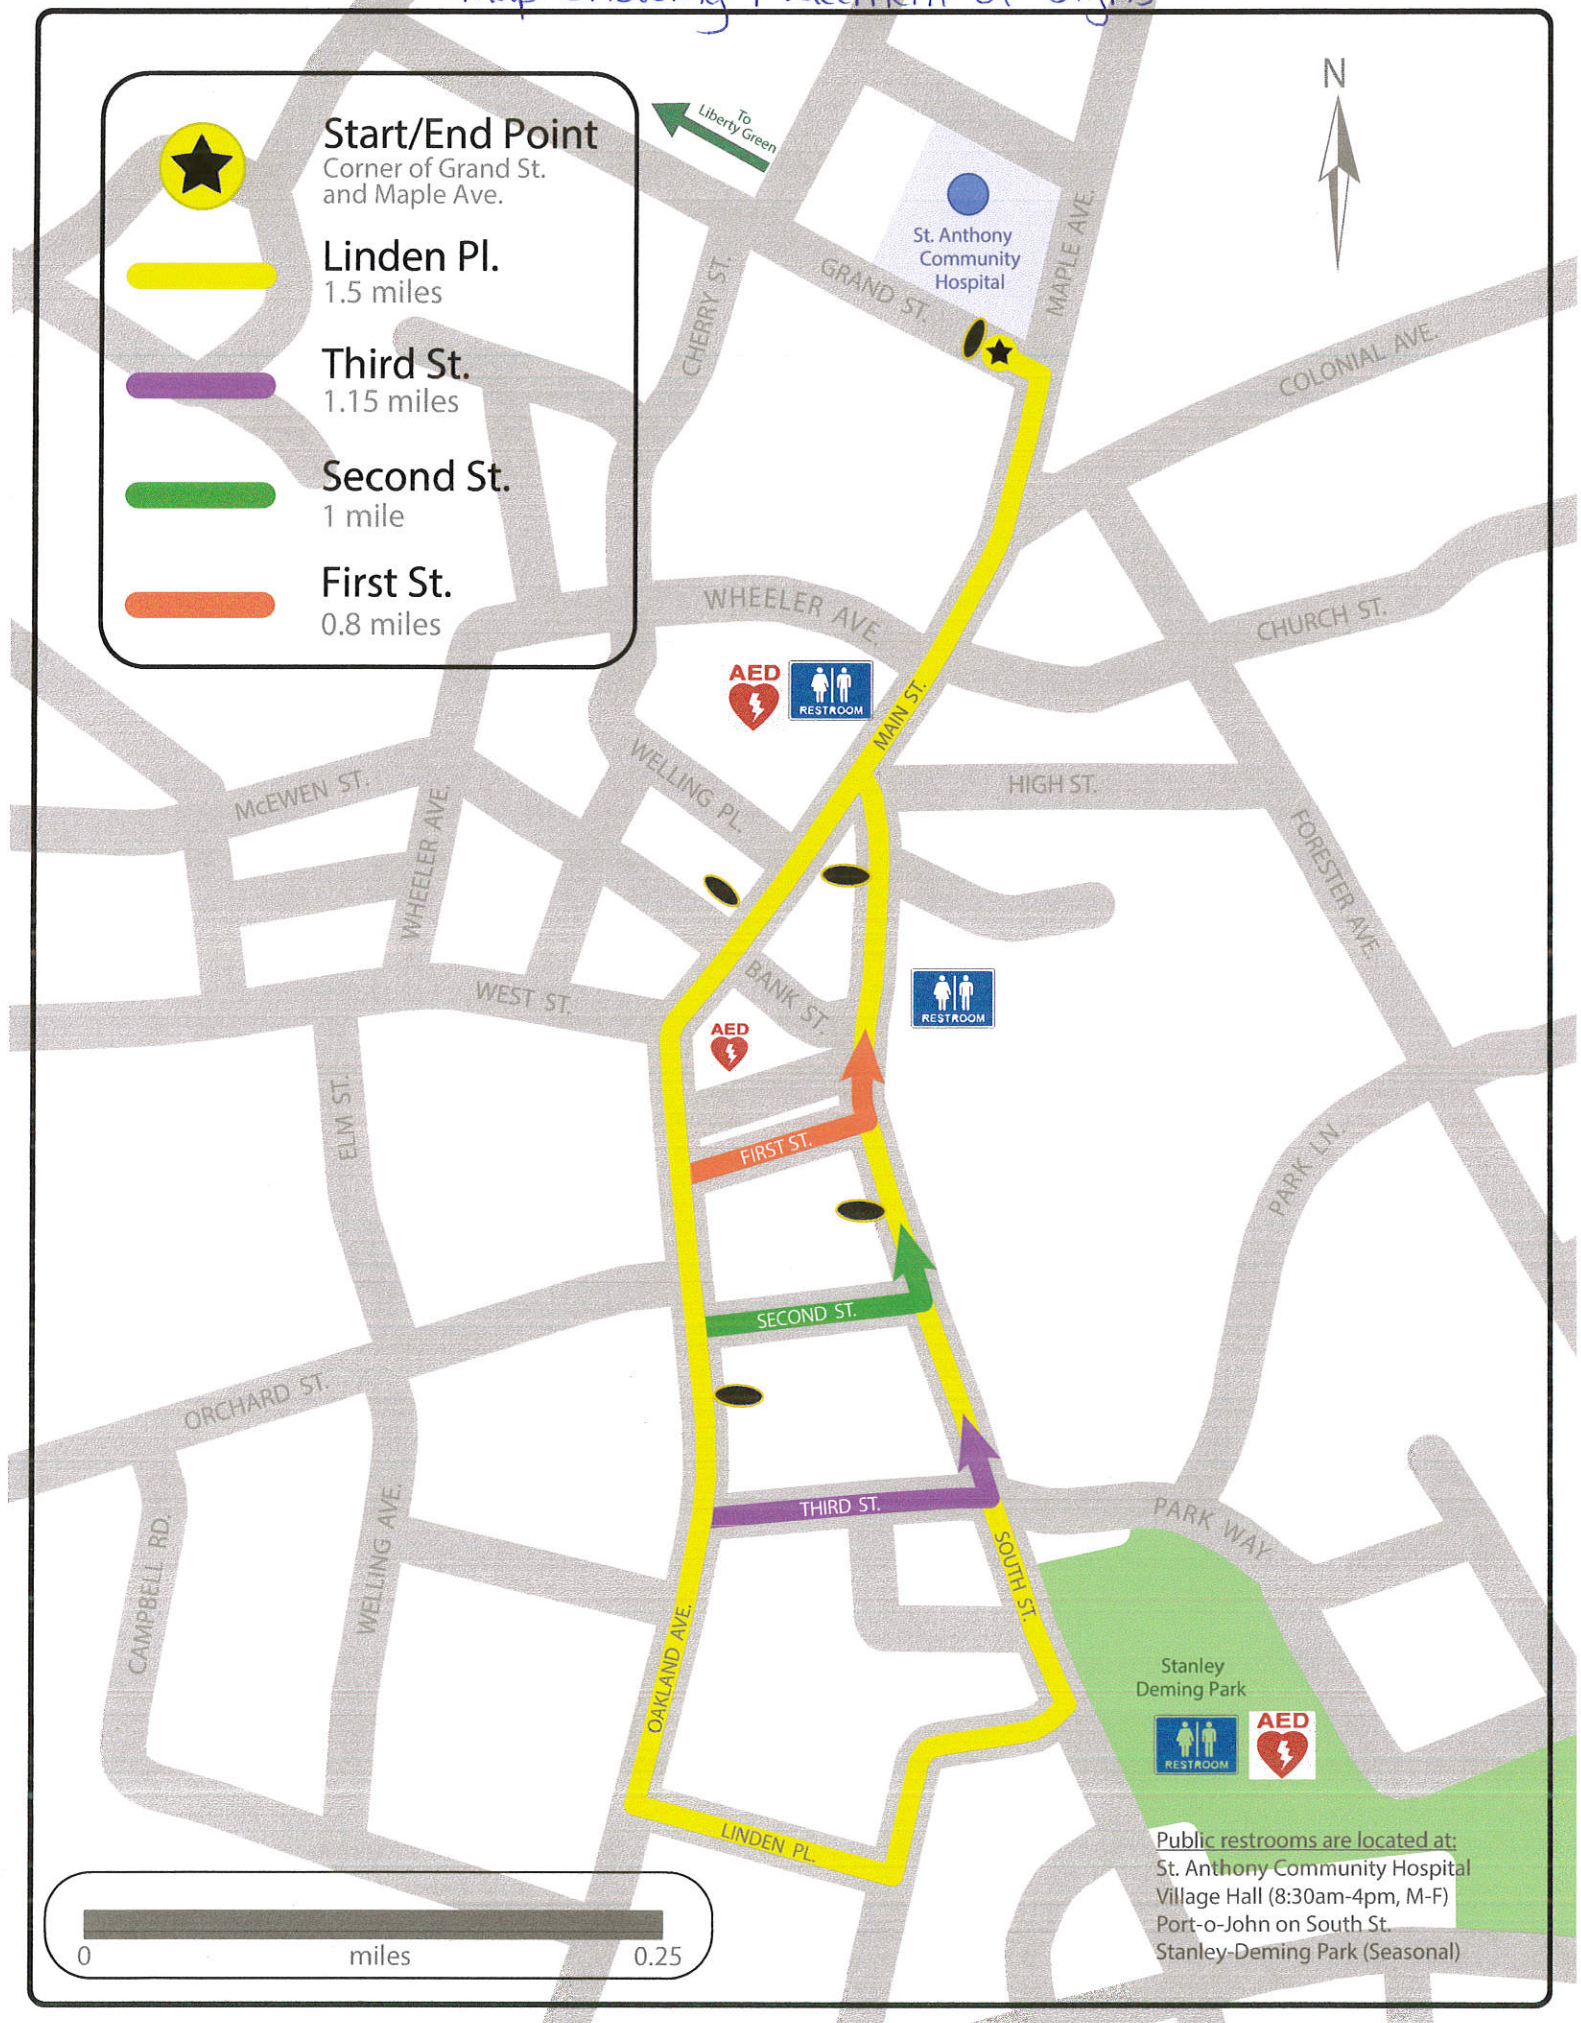 Map Showing Placement of Signs
Start/End Point
Corner of Grand St.
and Maple Ave.
Linden Pl.
1.5 miles
Third St.
1.15 miles
Second St.
1 mile
First St.
0.8 miles
To
Liberty Green
N
St. Anthony
Community
Hospital
GRAND ST.
MAPLE AVE.
CHERRY ST.
COLONIAL AVE.
WHEELER AVE.
CHURCH ST.
AED
RESTROOM
MAIN ST.
WELLING PL.
HIGH ST.
McEWEN ST.
WHEELER AVE.
FORESTER AVE.
WEST ST.
BANK ST.
RESTROOM
AED
ELM ST.
FIRST ST.
PARK LN.
SECOND ST.
ORCHARD ST.
THIRD ST.
PARK WAY
CAMPBELL RD.
WELLING AVE.
SOUTH ST.
OAKLAND AVE.
Stanley
Deming Park
RESTROOM
AED
LINDEN PL.
Public restrooms are located at:
St. Anthony Community Hospital
Village Hall (8:30am-4pm, M-F)
Port-o-John on South St.
Stanley-Deming Park (Seasonal)
0 miles 0.25